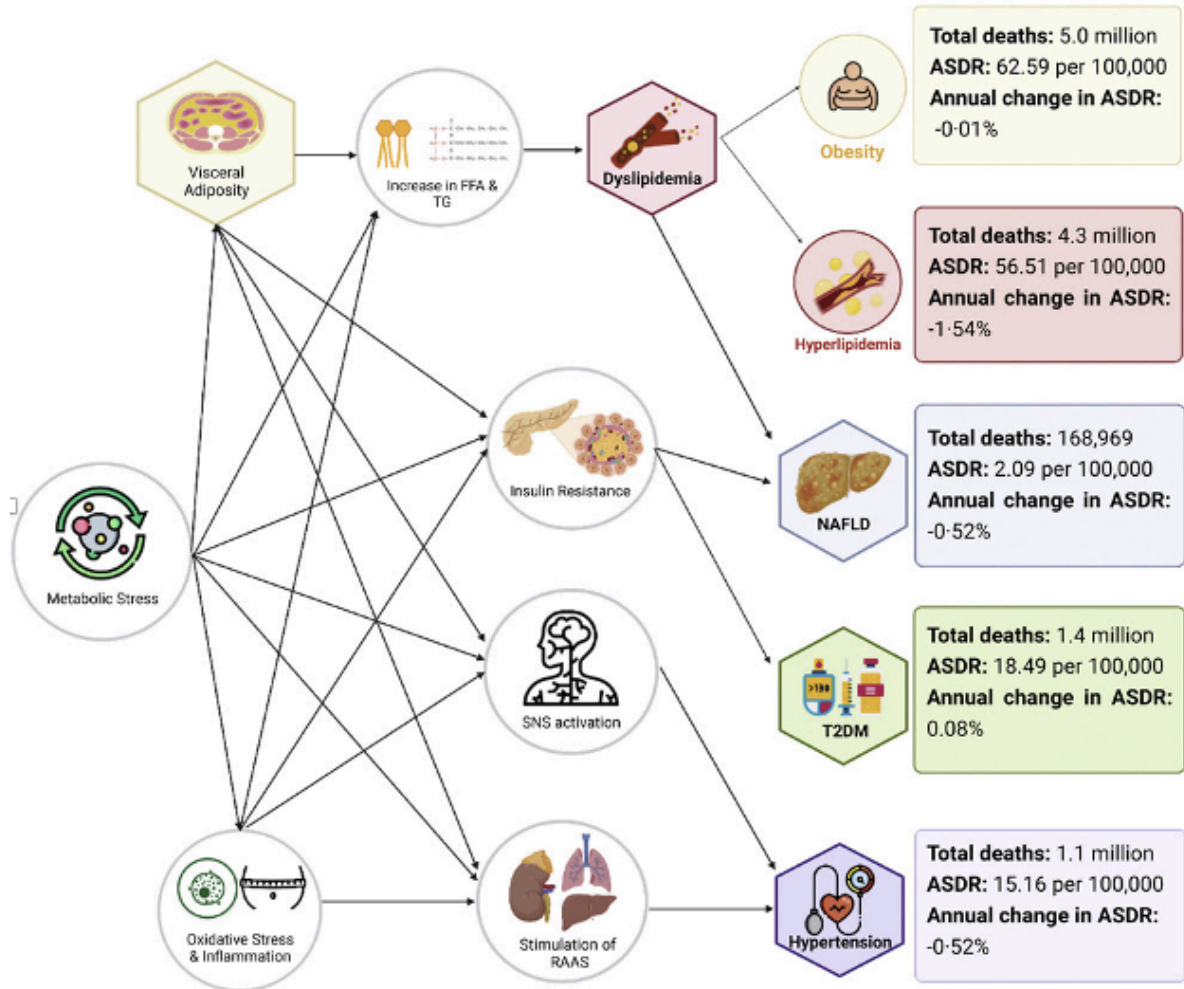 Total deaths: 5.0 million
ASDR: 62.59 per 100,000
Annual change in ASDR:
-0·01%
Obesity
Visceral
Adiposity
Increase in FFA &
TG
Dyslipidemia
Total deaths: 4.3 million
ASDR: 56.51 per 100,000
Annual change in ASDR:
-1·54%
Hyperlipidemia
Insulin Resistance
Total deaths: 168,969
ASDR: 2.09 per 100,000
Annual change in ASDR:
-0·52%
NAFLD
Metabolic Stress
SNS activation
Total deaths: 1.4 million
ASDR: 18.49 per 100,000
Annual change in ASDR:
0.08%
T2DM
Total deaths: 1.1 million
ASDR: 15.16 per 100,000
Annual change in ASDR:
-0·52%
Hypertension
Oxidative Stress
& Inflammation
Stimulation of
RAAS